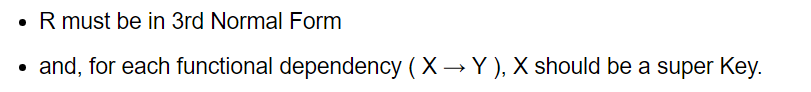 • R must be in 3rd Normal Form
• and, for each functional dependency ( X → Y ), X should be a super Key.